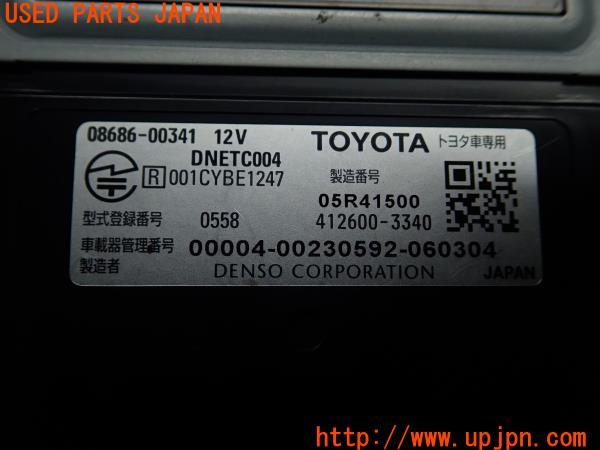 USED PARTS JAPAN
08686-00341 12V TOYOTA トヨタ車専用
DNETC004
R 001CYBE1247 製造番号
05R41500
型式登録番号 0558 412600-3340
車載器管理番号 00004-00230592-060304
製造者 DENSO CORPORATION JAPAN
http://www.upjpn.com